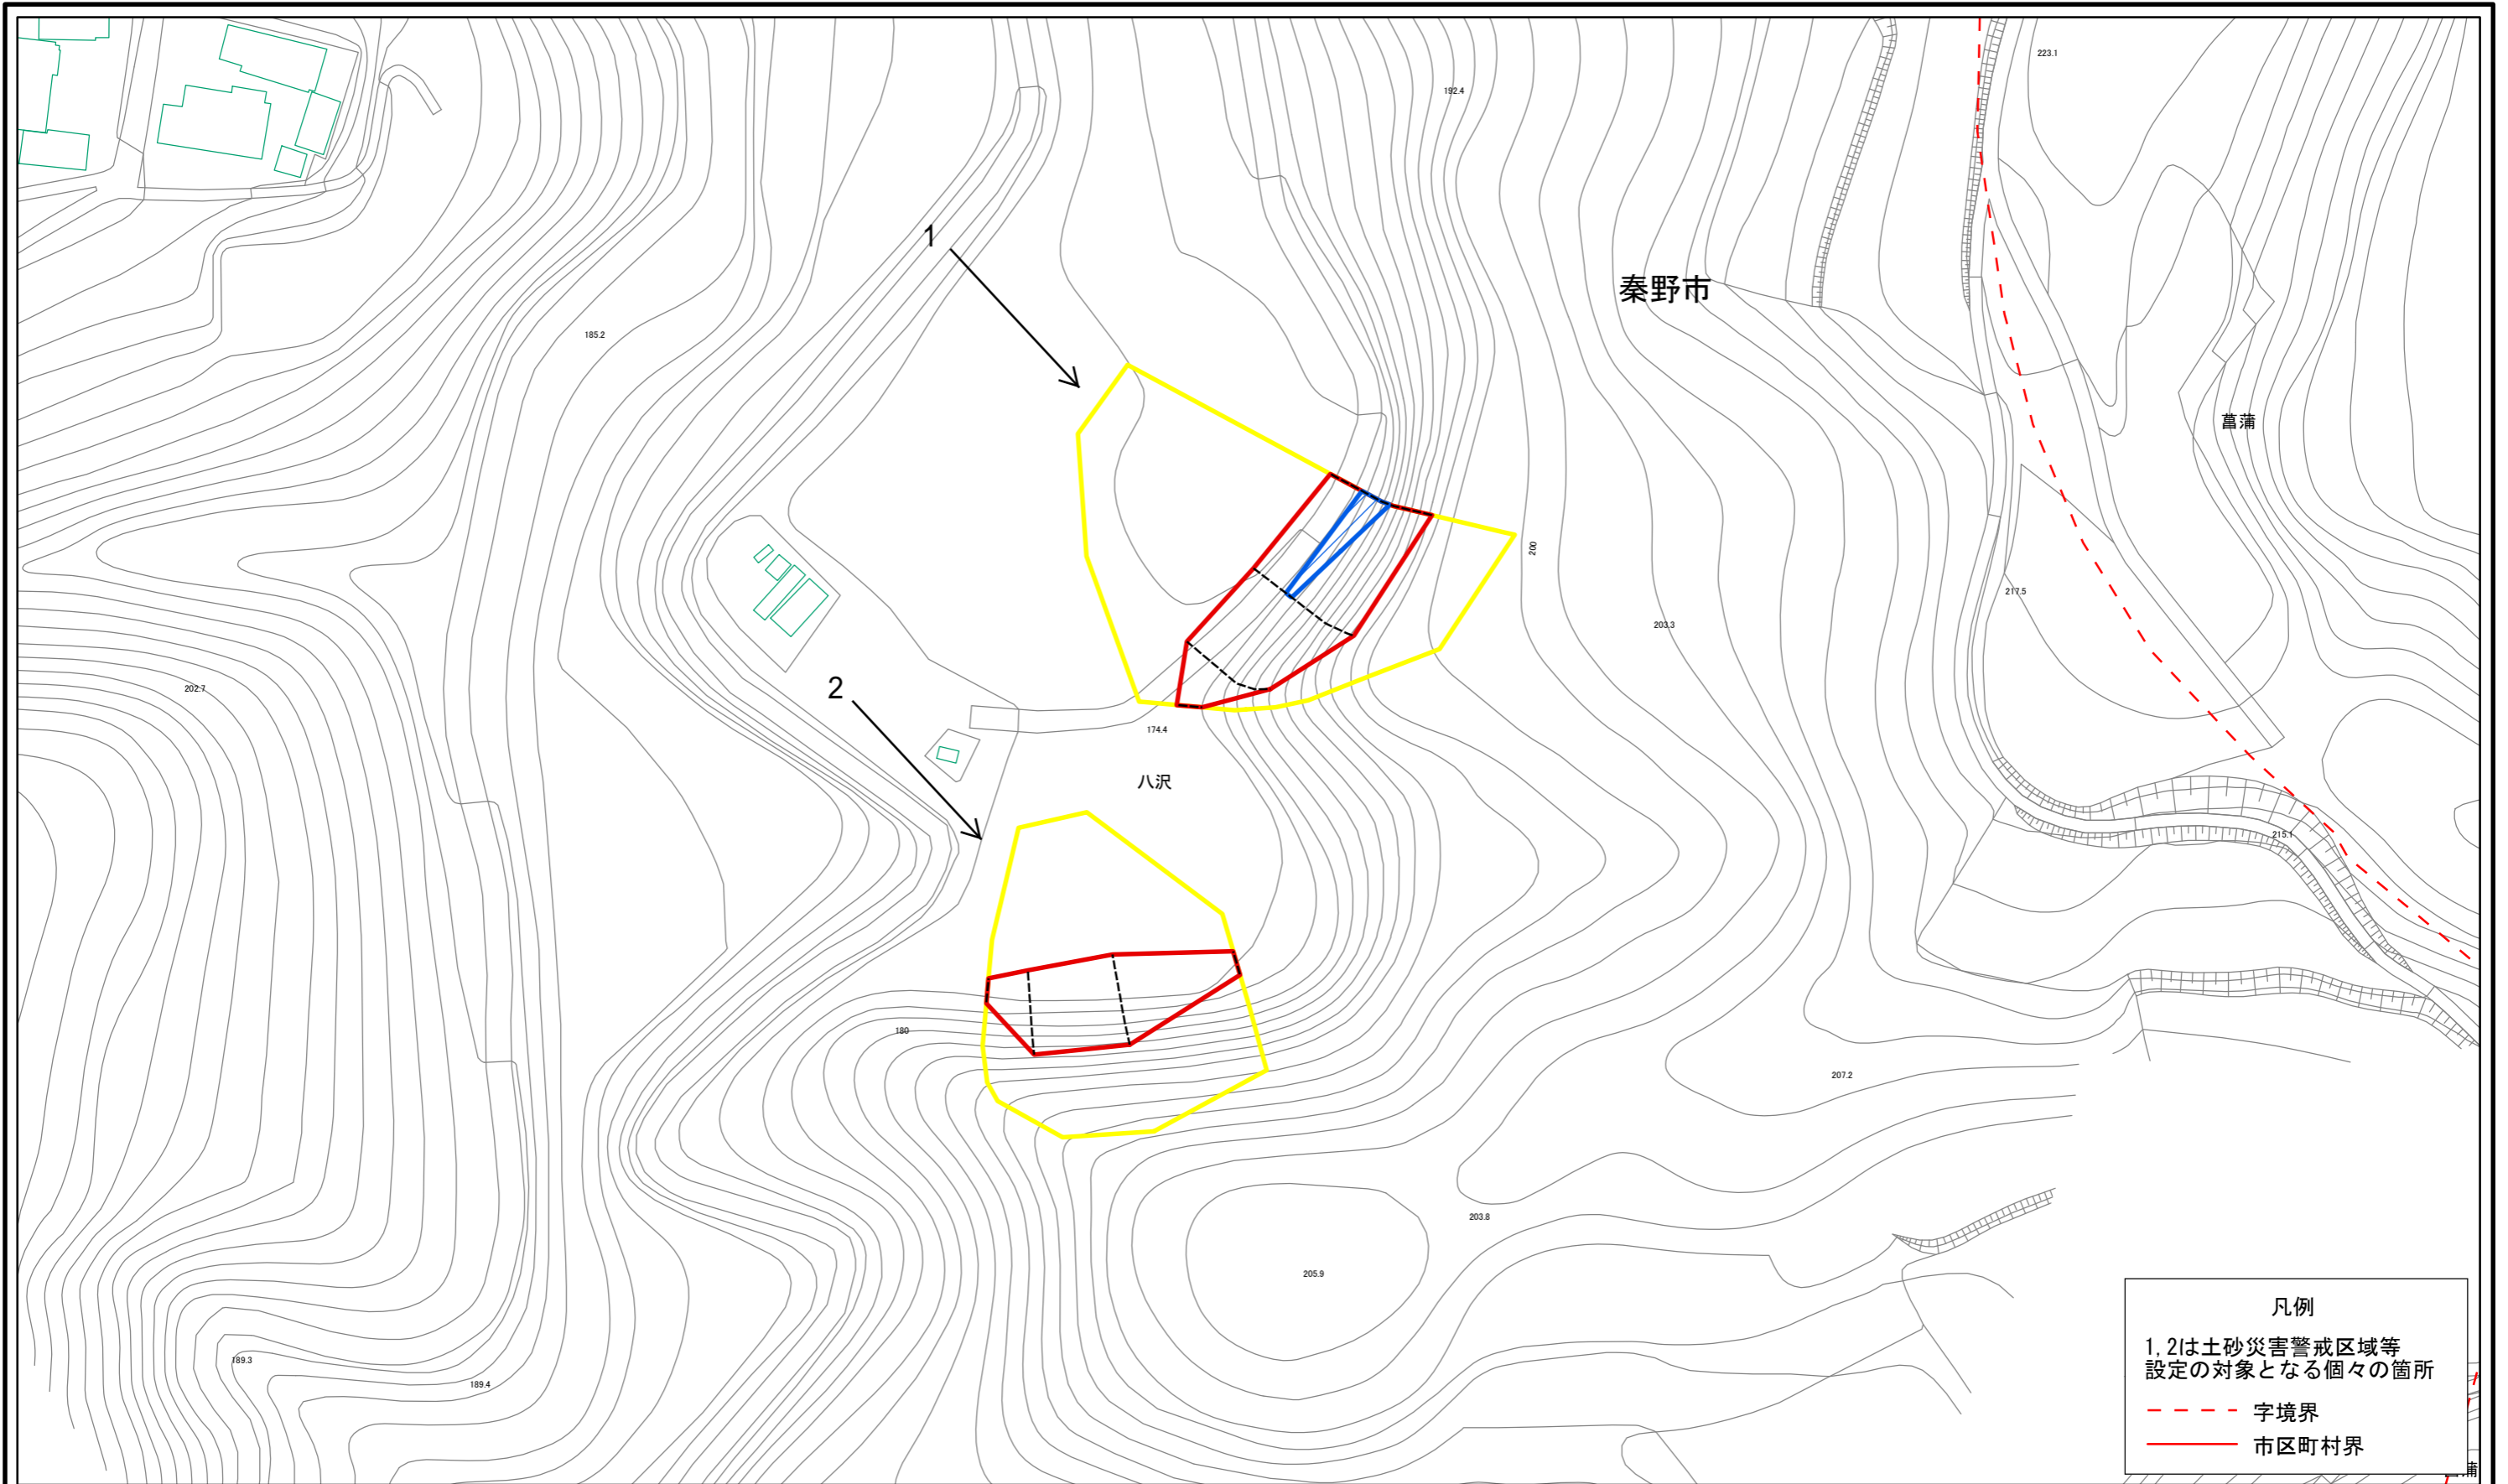 223.1
192.4
1
秦野市
185.2
菖蒲
200
217.5
203.3
202.7
2
174.4
八沢
215.1
180
207.2
203.8
205.9
189.3
189.4
凡例
1,2は土砂災害警戒区域等
設定の対象となる個々の箇所
字境界
市区町村界